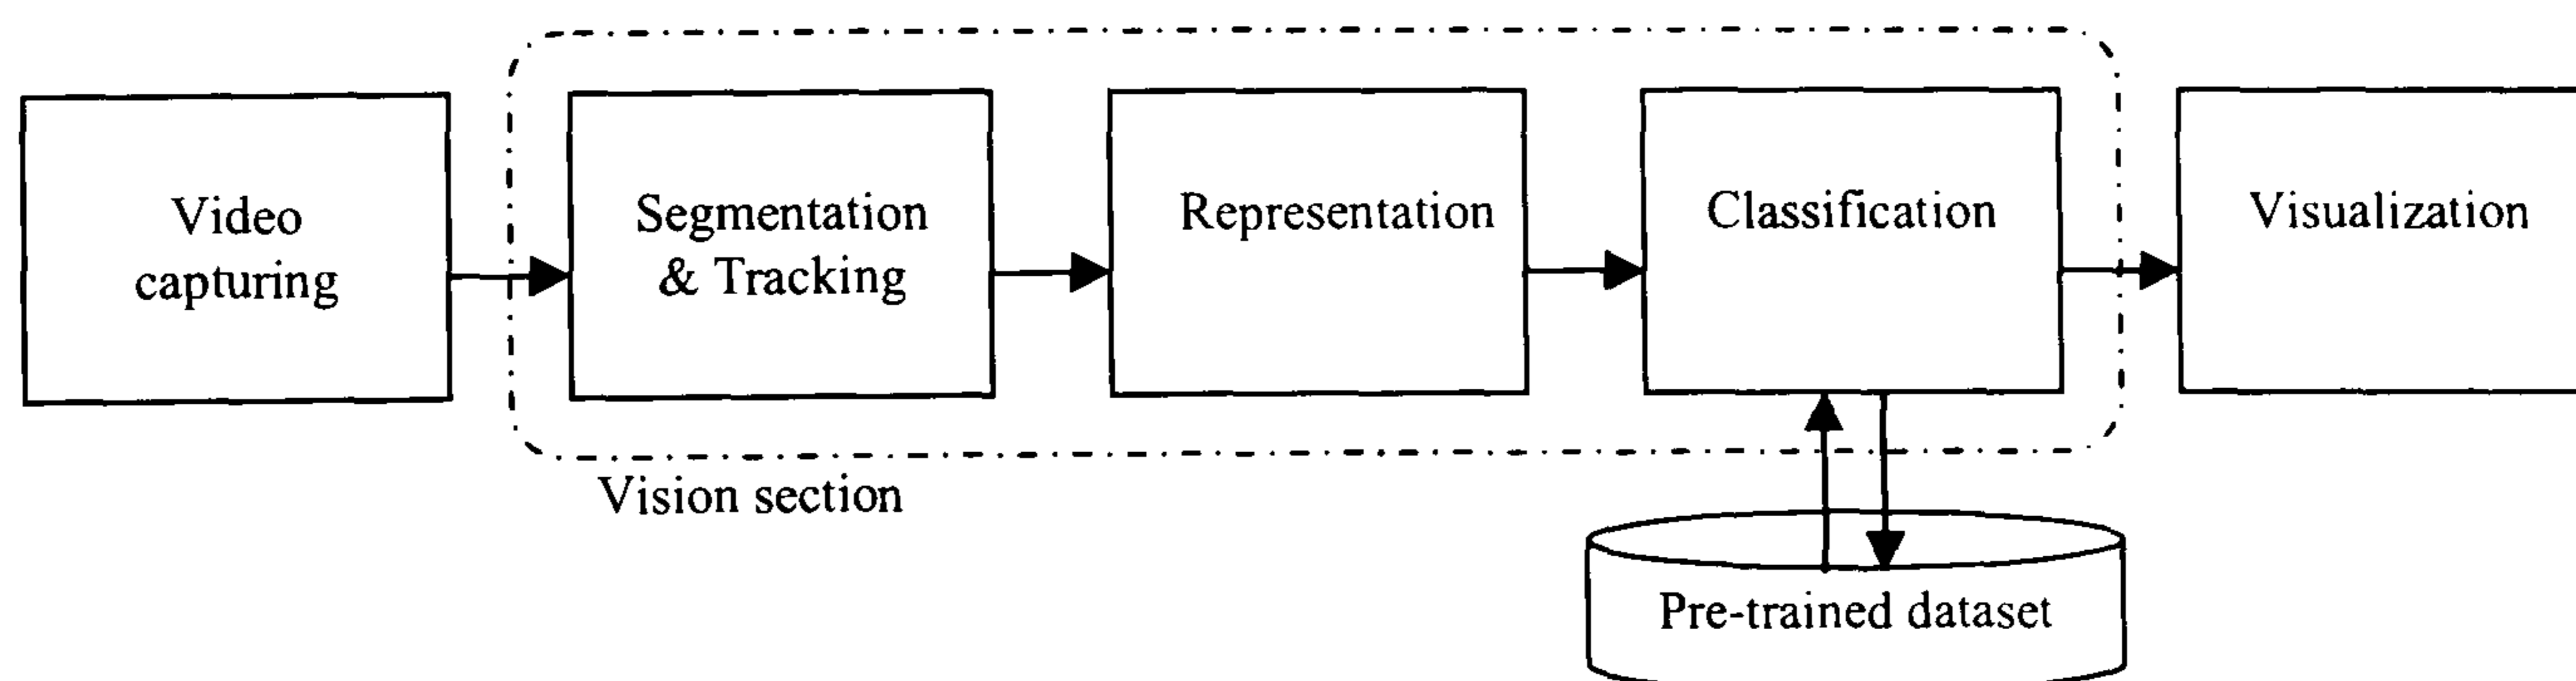 Video
capturing
Segmentation
& Tracking
Representation
Classification
Visualization
Vision section
Pre-trained dataset